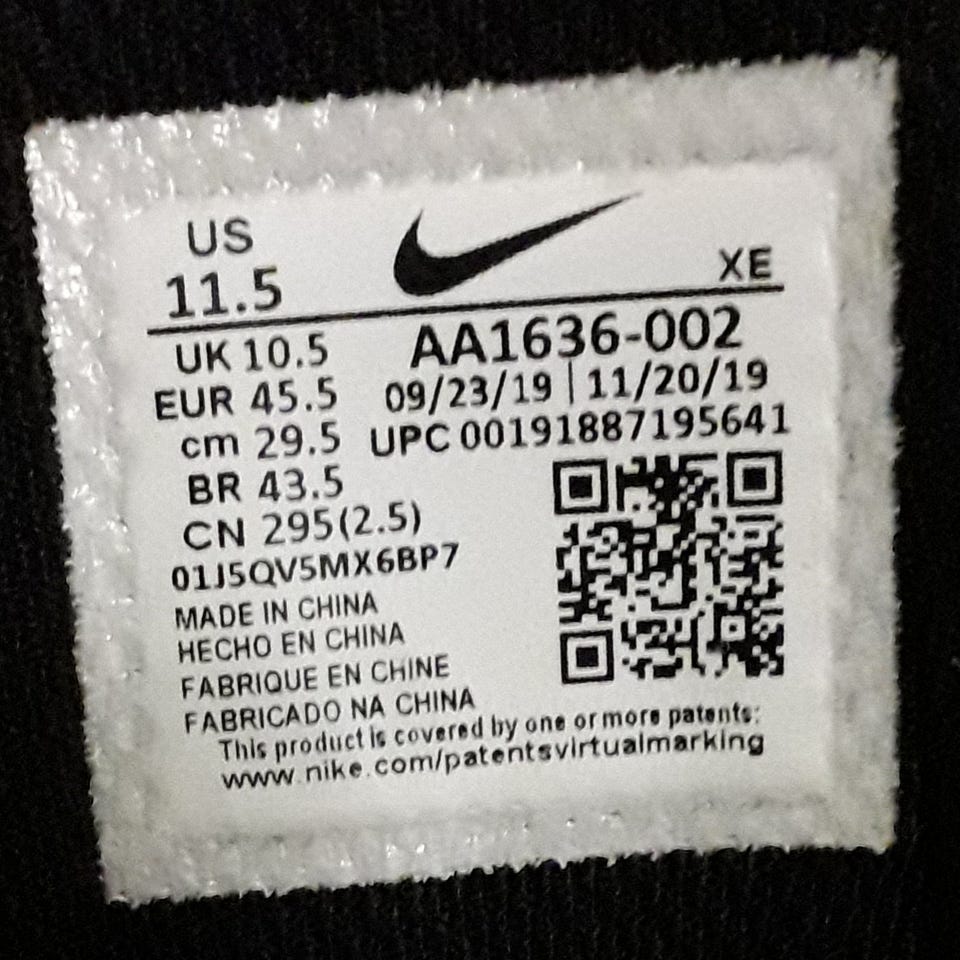 US
11.5
XE
UK 10.5
EUR 45.5
cm 29.5
BR 43.5
CN 295(2.5)
AA1636-002
09/23/19 | 11/20/19
UPC 00191887195641
01J5QV5MX6BP7
MADE IN CHINA
HECHO EN CHINA
FABRIQUE EN CHINE
FABRICADO NA CHINA
This product is covered by one or more patents:
www.nike.com/patentsvirtualmarking